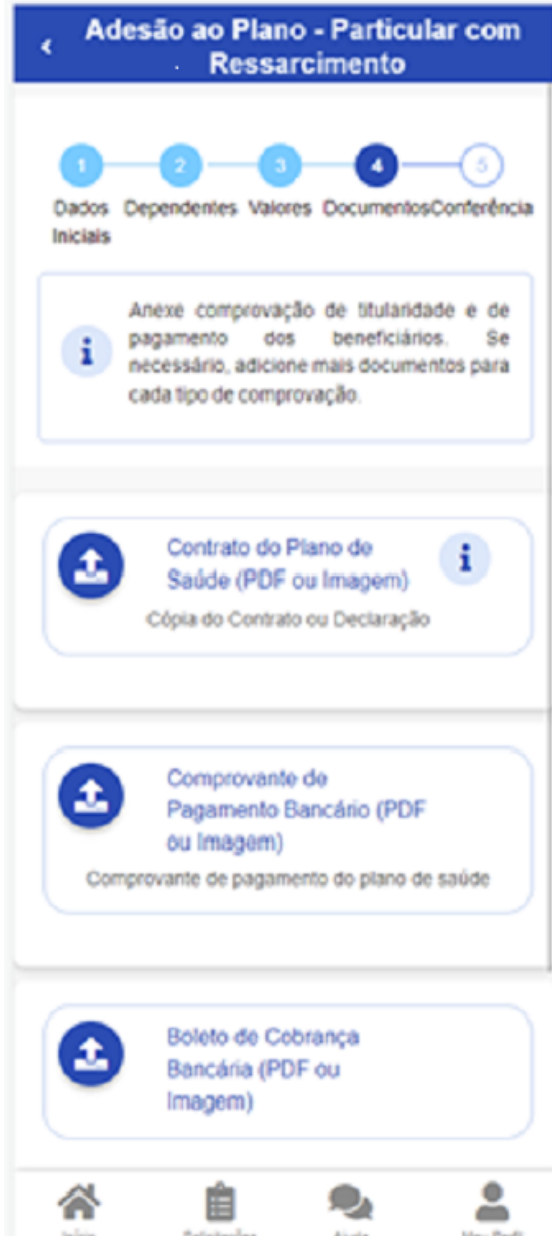 Adesão ao Plano - Particular com
Ressarcimento
1 2 3 4 5
Dados Iniciais Dependentes Valores Documentos Conferência
Anexe comprovação de titularidade e de
pagamento dos beneficiários. Se
necessário, adicione mais documentos para
cada tipo de comprovação.
Contrato do Plano de
Saúde (PDF ou Imagem)
Cópia do Contrato ou Declaração
Comprovante de
Pagamento Bancário (PDF
ou Imagem)
Comprovante de pagamento do plano de saúde
Boleto de Cobrança
Bancária (PDF ou
Imagem)